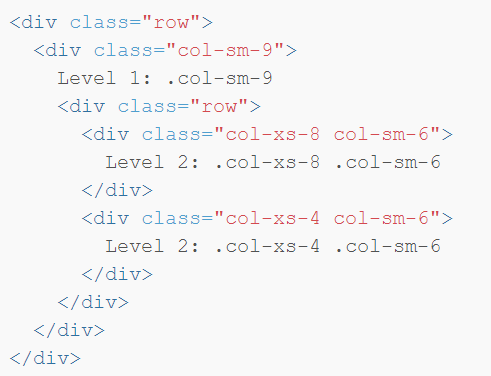 <div class="row">
  <div class="col-sm-9">
    Level 1: .col-sm-9
    <div class="row">
      <div class="col-xs-8 col-sm-6">
        Level 2: .col-xs-8 .col-sm-6
      </div>
      <div class="col-xs-4 col-sm-6">
        Level 2: .col-xs-4 .col-sm-6
      </div>
    </div>
  </div>
</div>